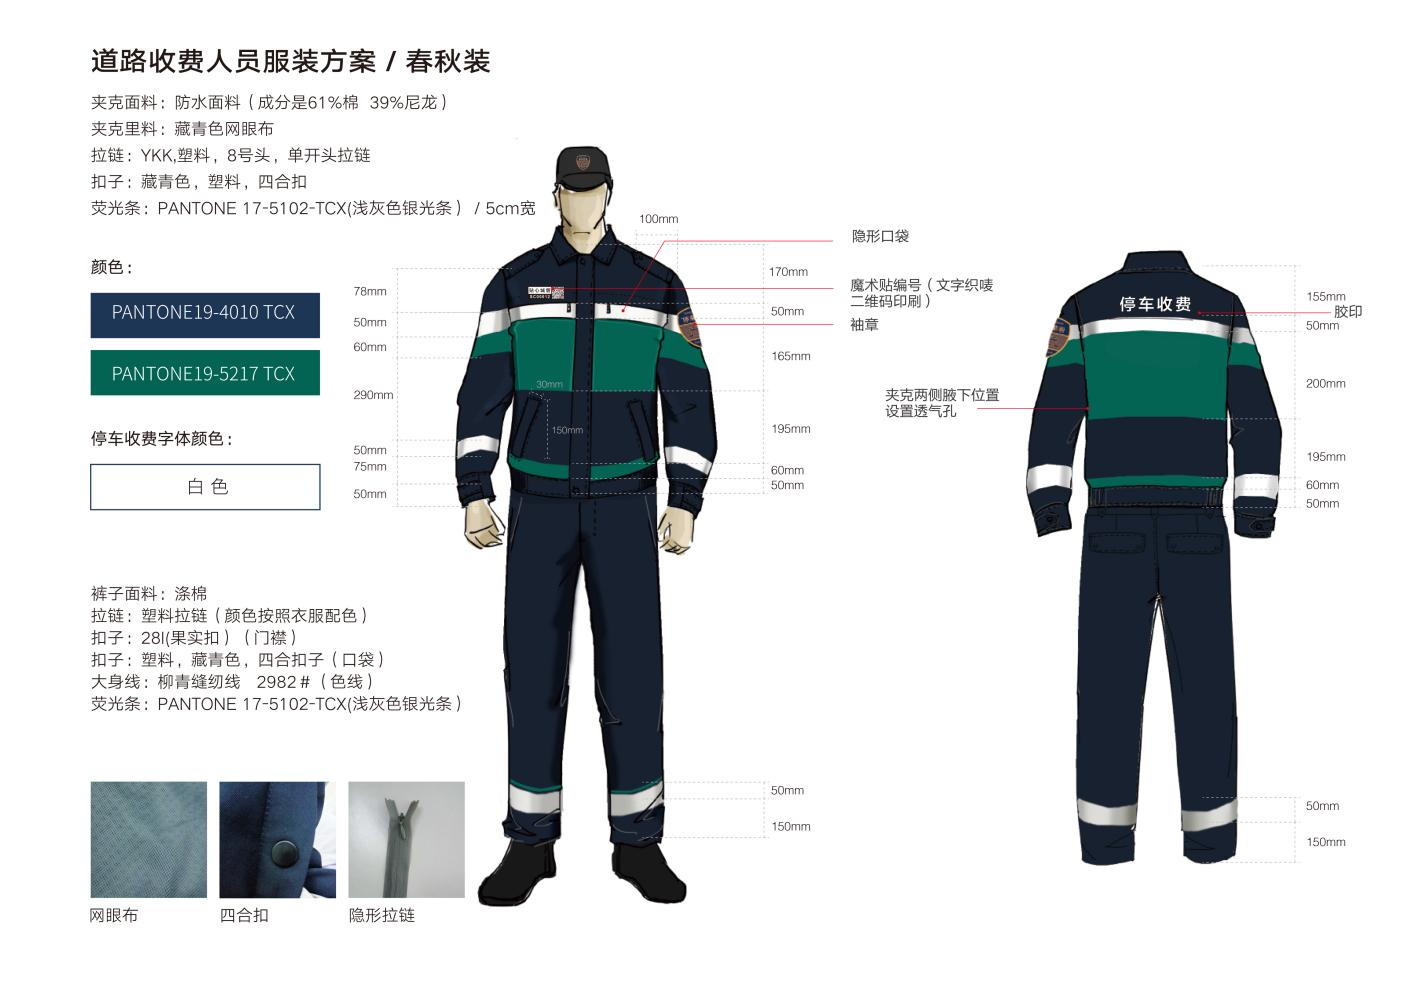 道路收费人员服装方案 / 春秋装
夹克面料：防水面料（成分是61%棉 39%尼龙）
夹克里料：藏青色网眼布
拉链：YKK,塑料，8号头，单开头拉链
扣子：藏青色，塑料，四合扣
荧光条：PANTONE 17-5102-TCX(浅灰色银光条） / 5cm宽
颜色：
PANTONE19-4010 TCX
PANTONE19-5217 TCX
停车收费字体颜色：
白 色
裤子面料：涤棉
拉链：塑料拉链（颜色按照衣服配色）
扣子：28l(果实扣）（门襟）
扣子：塑料，藏青色，四合扣子（口袋）
大身线：柳青缝纫线 2982#（色线）
荧光条：PANTONE 17-5102-TCX(浅灰色银光条）
网眼布
四合扣
隐形拉链
78mm
50mm
60mm
290mm
50mm
75mm
50mm
30mm
150mm
贴心城管
SC00012
100mm
170mm
50mm
165mm
195mm
60mm
50mm
50mm
150mm
隐形口袋
魔术贴编号（文字织唛
二维码印刷）
袖章
夹克两侧腋下位置
设置透气孔
停车收费
155mm
胶印
50mm
200mm
195mm
60mm
50mm
50mm
150mm